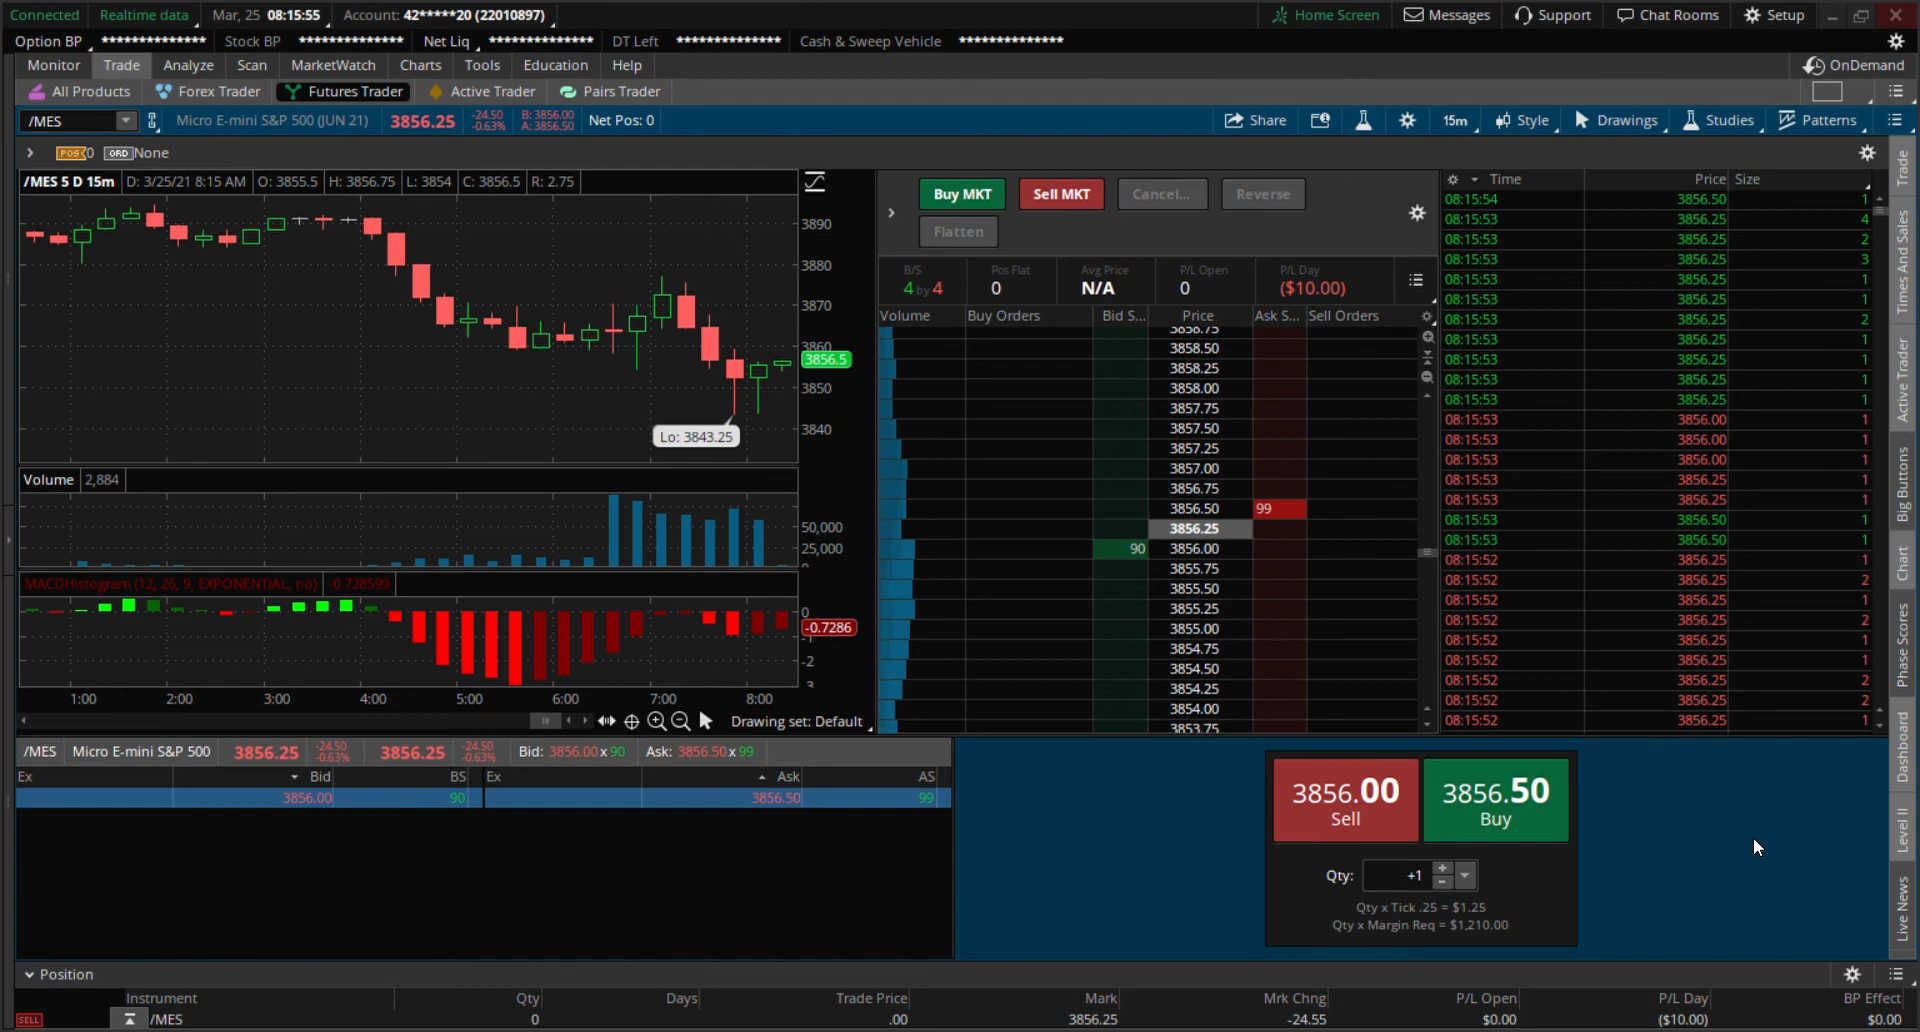 Connected Realtime data Mar, 25 08:15:55 Account: 42*****20 (22010897) Home Screen Messages Support Chat Rooms Setup
Option BP ************** Stock BP ************** Net Liq ************** DT Left ************** Cash & Sweep Vehicle **************
Monitor Trade Analyze Scan MarketWatch Charts Tools Education Help OnDemand
All Products Forex Trader Futures Trader Active Trader Pairs Trader
/MES Micro E-mini S&P 500 (JUN 21) 3856.25 -24.50 -0.63% B: 3856.00 A: 3856.50 Net Pos: 0 Share 15m Style Drawings Studies Patterns
POS 0 ORD None
/MES 5 D 15m D: 3/25/21 8:15 AM O: 3855.5 H: 3856.75 L: 3854 C: 3856.5 R: 2.75
3890
3880
3870
3860
3856.5
3850
3840
Lo: 3843.25
Volume 2,884
50,000
25,000
0
MACDHistogram (12, 26, 9, EXPONENTIAL, no) -0.728599
0
-0.7286
-1
-2
1:00 2:00 3:00 4:00 5:00 6:00 7:00 8:00
Drawing set: Default
Buy MKT Sell MKT Cancel... Reverse
Flatten
B/S Pos Flat Avg Price P/L Open P/L Day
4 by 4 0 N/A 0 ($10.00)
Volume Buy Orders Bid S... Price Ask S... Sell Orders
3858.75
3858.50
3858.25
3858.00
3857.75
3857.50
3857.25
3857.00
3856.75
3856.50 99
3856.25
90 3856.00
3855.75
3855.50
3855.25
3855.00
3854.75
3854.50
3854.25
3854.00
3853.75
Time Price Size
08:15:54 3856.50 1
08:15:53 3856.25 4
08:15:53 3856.25 2
08:15:53 3856.25 3
08:15:53 3856.25 1
08:15:53 3856.25 1
08:15:53 3856.25 2
08:15:53 3856.25 1
08:15:53 3856.25 1
08:15:53 3856.25 1
08:15:53 3856.25 1
08:15:53 3856.00 1
08:15:53 3856.00 1
08:15:53 3856.00 1
08:15:53 3856.25 1
08:15:53 3856.25 1
08:15:53 3856.50 1
08:15:53 3856.50 1
08:15:52 3856.25 1
08:15:52 3856.25 2
08:15:52 3856.25 1
08:15:52 3856.25 2
08:15:52 3856.25 1
08:15:52 3856.25 1
08:15:52 3856.25 2
08:15:52 3856.25 2
08:15:52 3856.25 1
Trade
Times And Sales
Active Trader
Big Buttons
Chart
Phase Scores
Dashboard
Level II
Live News
/MES Micro E-mini S&P 500 3856.25 -24.50 -0.63% 3856.25 -24.50 -0.63% Bid: 3856.00 x 90 Ask: 3856.50 x 99
Ex Bid BS Ex Ask AS
3856.00 90 3856.50 99
3856.00 3856.50
Sell Buy
Qty: +1
Qty x Tick .25 = $1.25
Qty x Margin Req = $1,210.00
Position
Instrument Qty Days Trade Price Mark Mrk Chng P/L Open P/L Day BP Effect
SELL /MES 0 .00 3856.25 -24.55 $0.00 ($10.00) $0.00